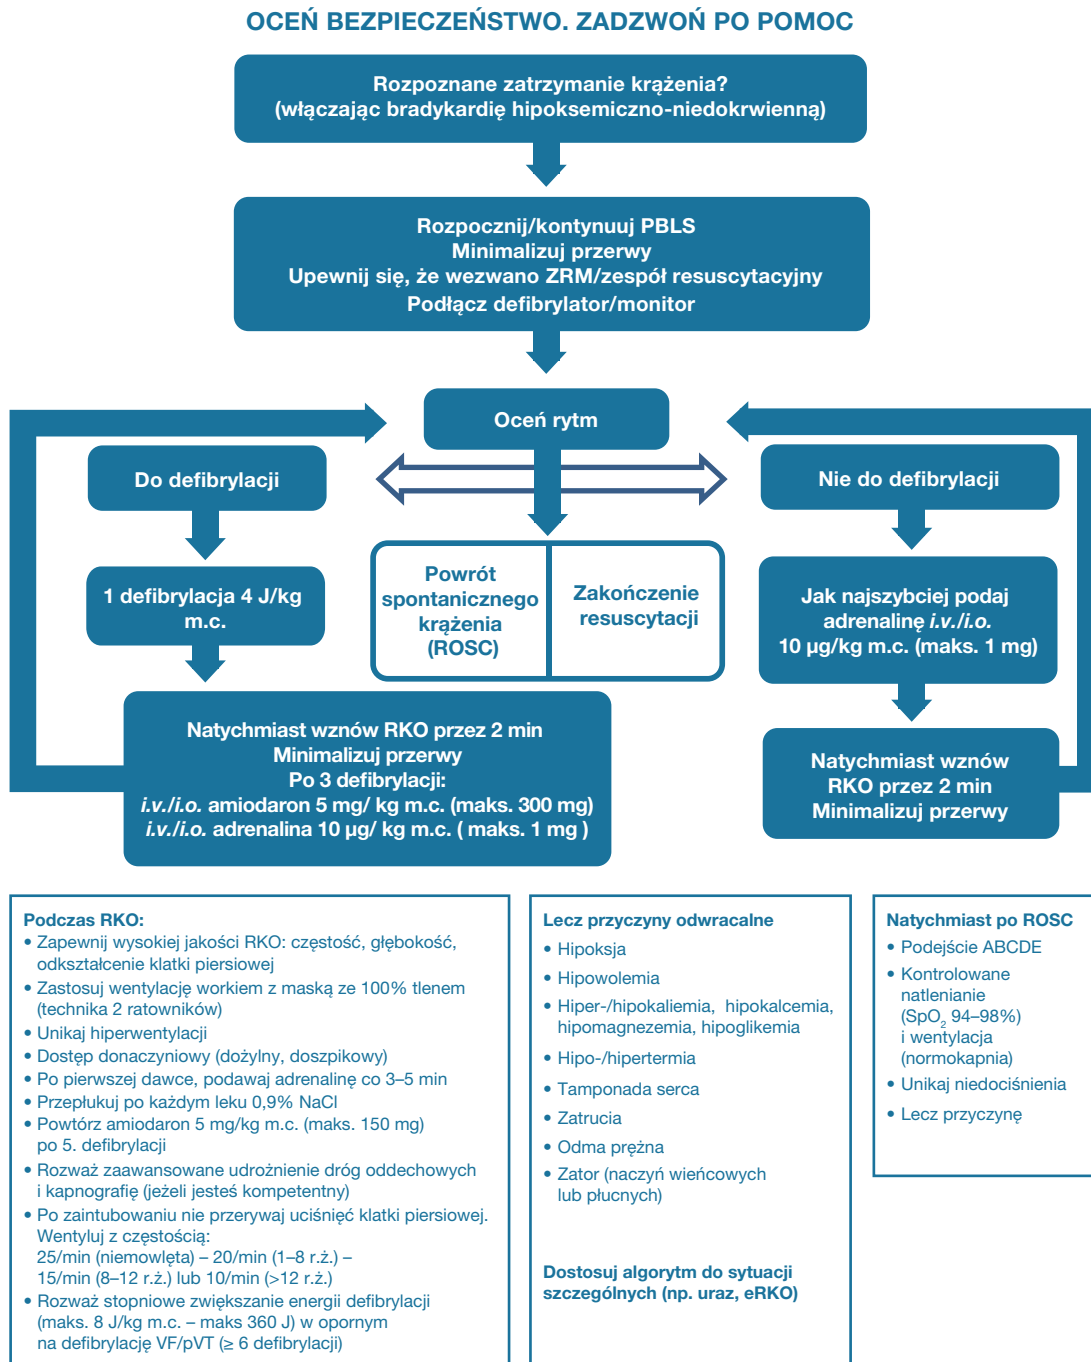 OCEŃ BEZPIECZEŃSTWO. ZADZWOŃ PO POMOC
Rozpoznane zatrzymanie krążenia?
(włączając bradykardię hipoksemiczno-niedokrwienną)
Rozpocznij/kontynuuj PBLS
Minimalizuj przerwy
Upewnij się, że wezwano ZRM/zespół resuscytacyjny
Podłącz defibrylator/monitor
Oceń rytm
Do defibrylacji
1 defibrylacja 4 J/kg
m.c.
Natychmiast wznów RKO przez 2 min
Minimalizuj przerwy
Po 3 defibrylacji:
i.v./i.o. amiodaron 5 mg/ kg m.c. (maks. 300 mg)
i.v./i.o. adrenalina 10 µg/ kg m.c. ( maks. 1 mg )
Powrót
spontanicznego
krążenia
(ROSC)
Zakończenie
resuscytacji
Nie do defibrylacji
Jak najszybciej podaj
adrenalinę i.v./i.o.
10 µg/kg m.c. (maks. 1 mg)
Natychmiast wznów
RKO przez 2 min
Minimalizuj przerwy
Podczas RKO:
• Zapewnij wysokiej jakości RKO: częstość, głębokość,
odkształcenie klatki piersiowej
• Zastosuj wentylację workiem z maską ze 100% tlenem
(technika 2 ratowników)
• Unikaj hiperwentylacji
• Dostęp donaczyniowy (dożylny, doszpikowy)
• Po pierwszej dawce, podawaj adrenalinę co 3–5 min
• Przepłukuj po każdym leku 0,9% NaCl
• Powtórz amiodaron 5 mg/kg m.c. (maks. 150 mg)
po 5. defibrylacji
• Rozważ zaawansowane udrożnienie dróg oddechowych
i kapnografię (jeżeli jesteś kompetentny)
• Po zaintubowaniu nie przerywaj uciśnięć klatki piersiowej.
Wentyluj z częstością:
25/min (niemowlęta) – 20/min (1–8 r.ż.) –
15/min (8–12 r.ż.) lub 10/min (>12 r.ż.)
• Rozważ stopniowe zwiększanie energii defibrylacji
(maks. 8 J/kg m.c. – maks 360 J) w opornym
na defibrylację VF/pVT (≥ 6 defibrylacji)
Lecz przyczyny odwracalne
• Hipoksja
• Hipowolemia
• Hiper-/hipokaliemia, hipokalcemia,
hipomagnezemia, hipoglikemia
• Hipo-/hipertermia
• Tamponada serca
• Zatrucia
• Odma prężna
• Zator (naczyń wieńcowych
lub płucnych)
Dostosuj algorytm do sytuacji
szczególnych (np. uraz, eRKO)
Natychmiast po ROSC
• Podejście ABCDE
• Kontrolowane
natlenianie
(SpO₂ 94–98%)
i wentylacja
(normokapnia)
• Unikaj niedociśnienia
• Lecz przyczynę